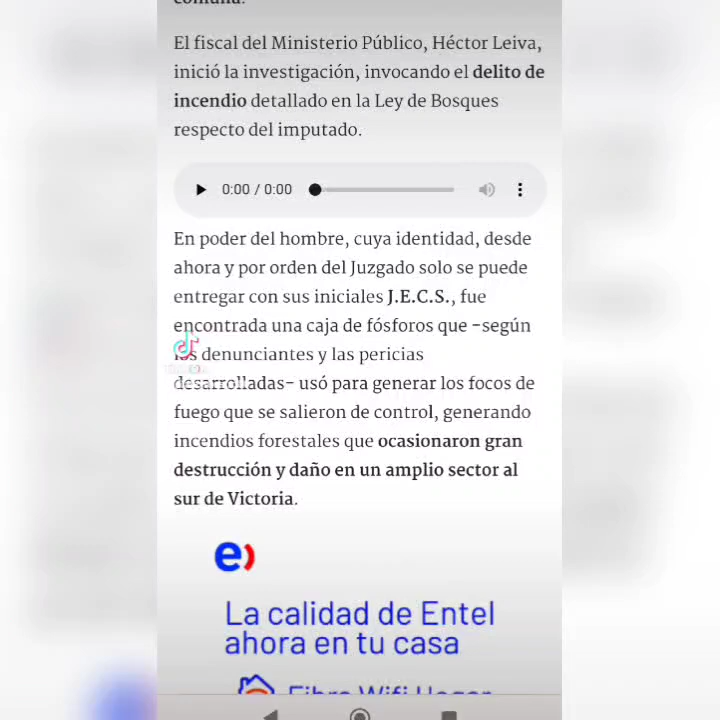 comuna.
El fiscal del Ministerio Público, Héctor Leiva,
inició la investigación, invocando el delito de
incendio detallado en la Ley de Bosques
respecto del imputado.
0:00 / 0:00
En poder del hombre, cuya identidad, desde
ahora y por orden del Juzgado solo se puede
entregar con sus iniciales J.E.C.S., fue
encontrada una caja de fósforos que -según
los denunciantes y las pericias
desarrolladas- usó para generar los focos de
fuego que se salieron de control, generando
incendios forestales que ocasionaron gran
destrucción y daño en un amplio sector al
sur de Victoria.
e)
La calidad de Entel
ahora en tu casa
Fibra Wifi Hogar